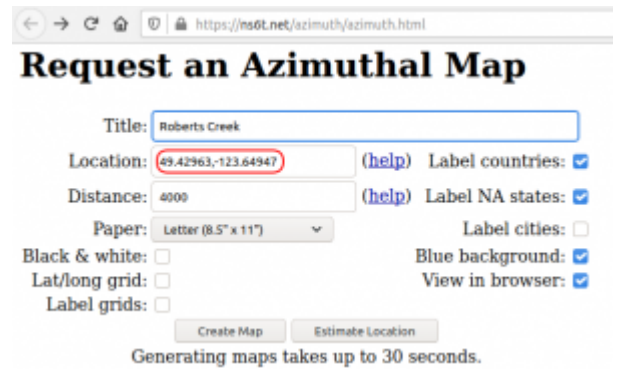 https://ns6t.net/azimuth/azimuth.html
Request an Azimuthal Map
Title: Roberts Creek
Location: 49.42963,-123.64947 (help) Label countries:
Distance: 4000 (help) Label NA states:
Paper: Letter (8.5" x 11") Label cities:
Black & white: Blue background:
Lat/long grid: View in browser:
Label grids:
Create Map Estimate Location
Generating maps takes up to 30 seconds.